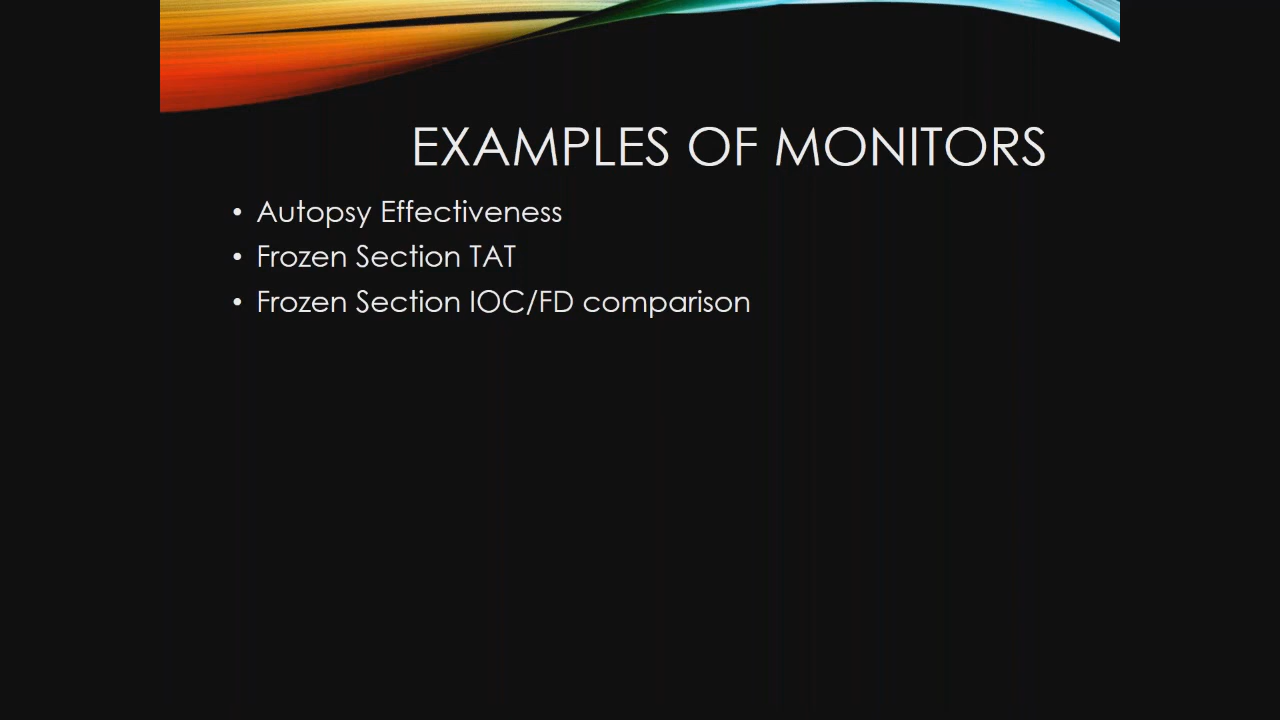 EXAMPLES OF MONITORS
• Autopsy Effectiveness
• Frozen Section TAT
• Frozen Section IOC/FD comparison